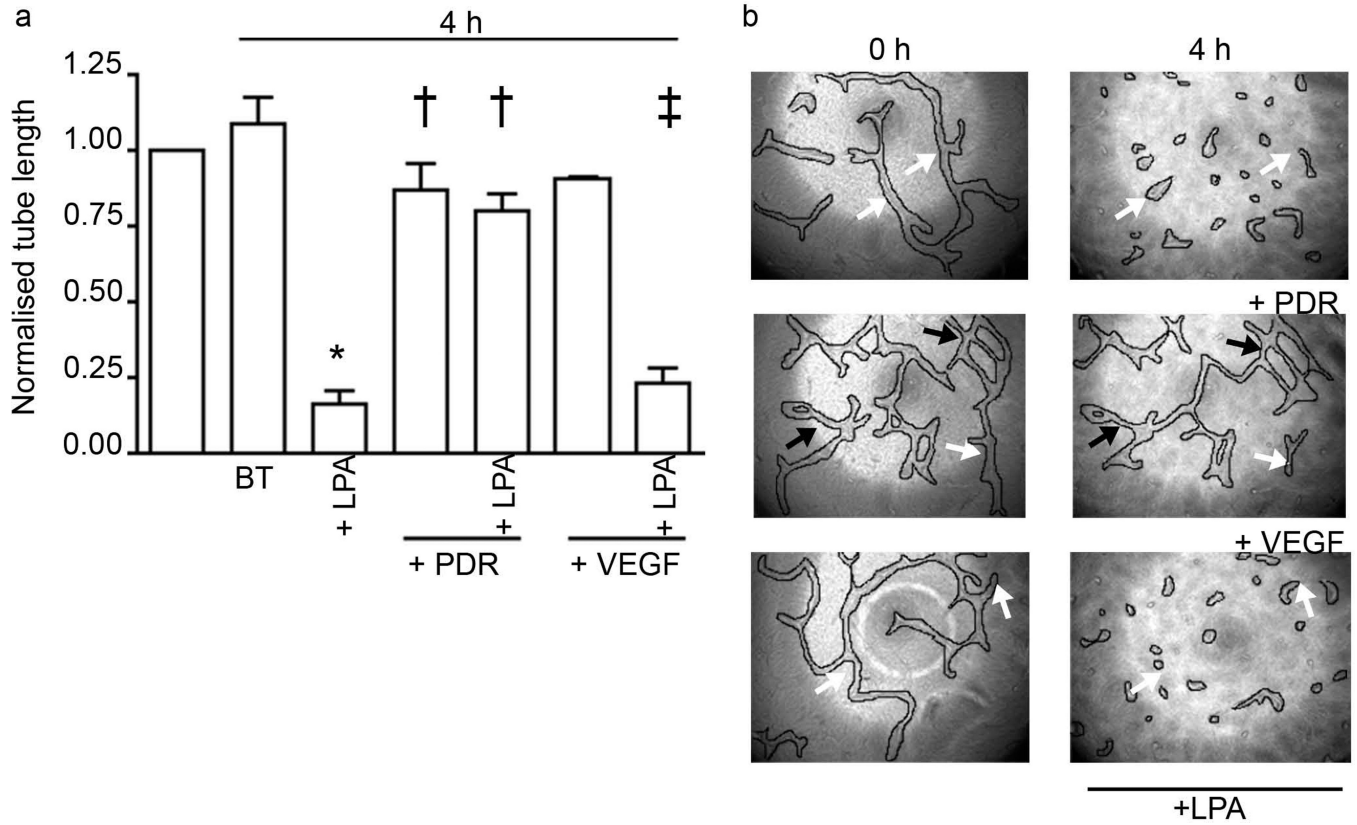 a
4 h
Normalised tube length
1.25
1.00
0.75
0.50
0.25
0.00
*
†
†
‡
BT
+ LPA
+ LPA
+ LPA
+ PDR
+ VEGF
b
0 h
4 h
+ PDR
+ VEGF
+LPA